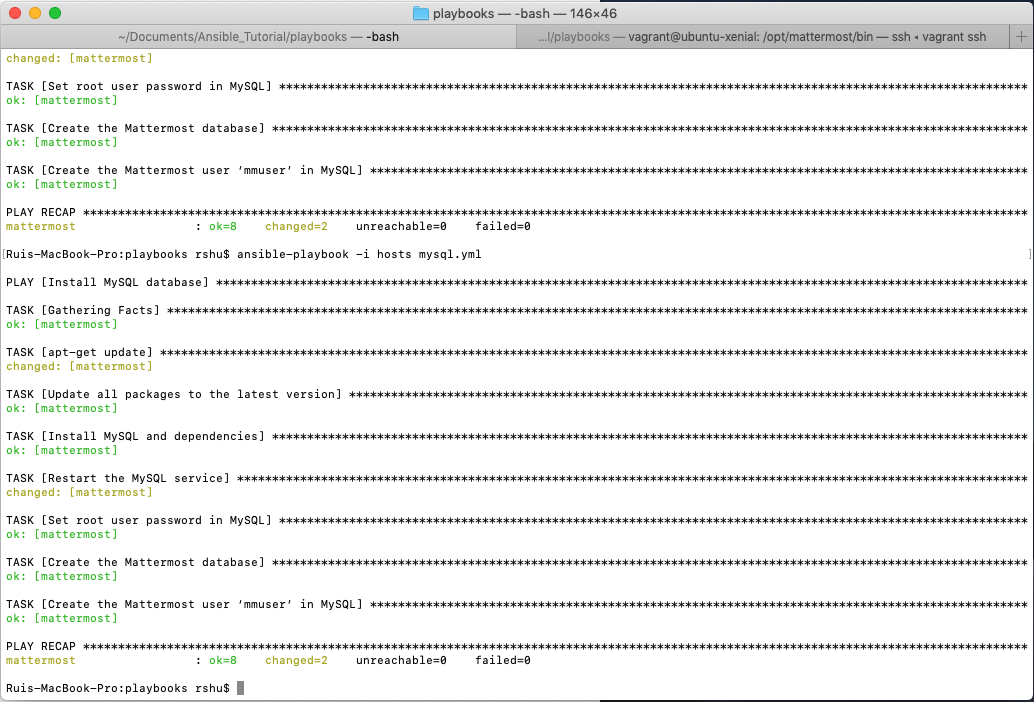 playbooks — -bash — 146×46
~/Documents/Ansible_Tutorial/playbooks — -bash
...l/playbooks — vagrant@ubuntu-xenial: /opt/mattermost/bin — ssh ◂ vagrant ssh
+
changed: [mattermost]
TASK [Set root user password in MySQL] ***********************************************************************************************************
ok: [mattermost]
TASK [Create the Mattermost database] ************************************************************************************************************
ok: [mattermost]
TASK [Create the Mattermost user ‘mmuser’ in MySQL] **********************************************************************************************
ok: [mattermost]
PLAY RECAP ***************************************************************************************************************************************
mattermost                 : ok=8    changed=2    unreachable=0    failed=0
[Ruis-MacBook-Pro:playbooks rshu$ ansible-playbook -i hosts mysql.yml ]
PLAY [Install MySQL database] ********************************************************************************************************************
TASK [Gathering Facts] ***************************************************************************************************************************
ok: [mattermost]
TASK [apt-get update] ****************************************************************************************************************************
changed: [mattermost]
TASK [Update all packages to the latest version] *************************************************************************************************
ok: [mattermost]
TASK [Install MySQL and dependencies] ************************************************************************************************************
ok: [mattermost]
TASK [Restart the MySQL service] *****************************************************************************************************************
changed: [mattermost]
TASK [Set root user password in MySQL] ***********************************************************************************************************
ok: [mattermost]
TASK [Create the Mattermost database] ************************************************************************************************************
ok: [mattermost]
TASK [Create the Mattermost user ‘mmuser’ in MySQL] **********************************************************************************************
ok: [mattermost]
PLAY RECAP ***************************************************************************************************************************************
mattermost                 : ok=8    changed=2    unreachable=0    failed=0
Ruis-MacBook-Pro:playbooks rshu$